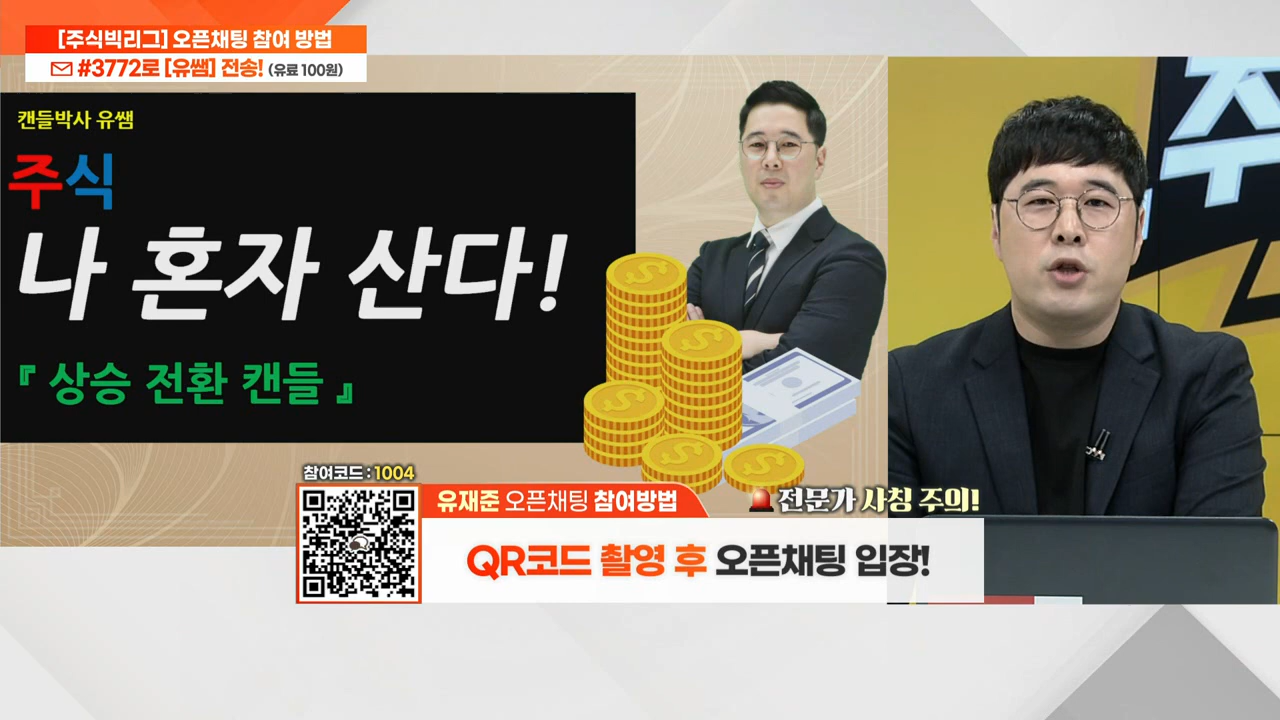 [주식빅리그] 오픈채팅 참여 방법
#3772로 [유쌤] 전송! (유료 100원)
캔들박사 유쌤
주식
나 혼자 산다!
『 상승 전환 캔들 』
참여코드 : 1004
유재준 오픈채팅 참여방법
전문가 사칭 주의!
QR코드 촬영 후 오픈채팅 입장!